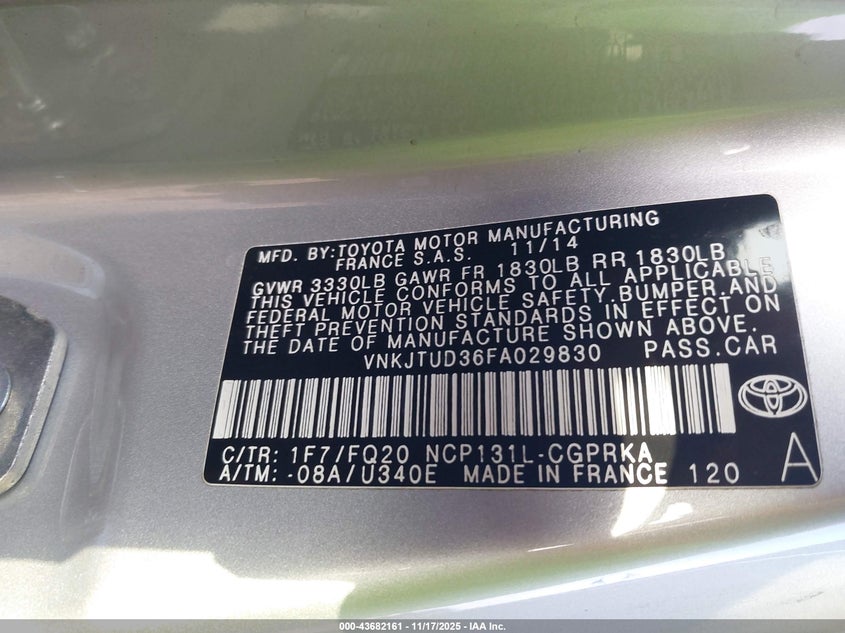 MFD. BY:TOYOTA MOTOR MANUFACTURING
FRANCE S.A.S. 11/14
GVWR 3330LB GAWR FR 1830LB RR 1830LB
THIS VEHICLE CONFORMS TO ALL APPLICABLE
FEDERAL MOTOR VEHICLE SAFETY,BUMPER,AND
THEFT PREVENTION STANDARDS IN EFFECT ON
THE DATE OF MANUFACTURE SHOWN ABOVE.
VNKJTUD36FA029830 PASS.CAR
C/TR: 1F7/FQ20 NCP131L-CGPRKA
A/TM: -08A/U340E MADE IN FRANCE 120 A
000-43682161 - 11/17/2025 - IAA Inc.